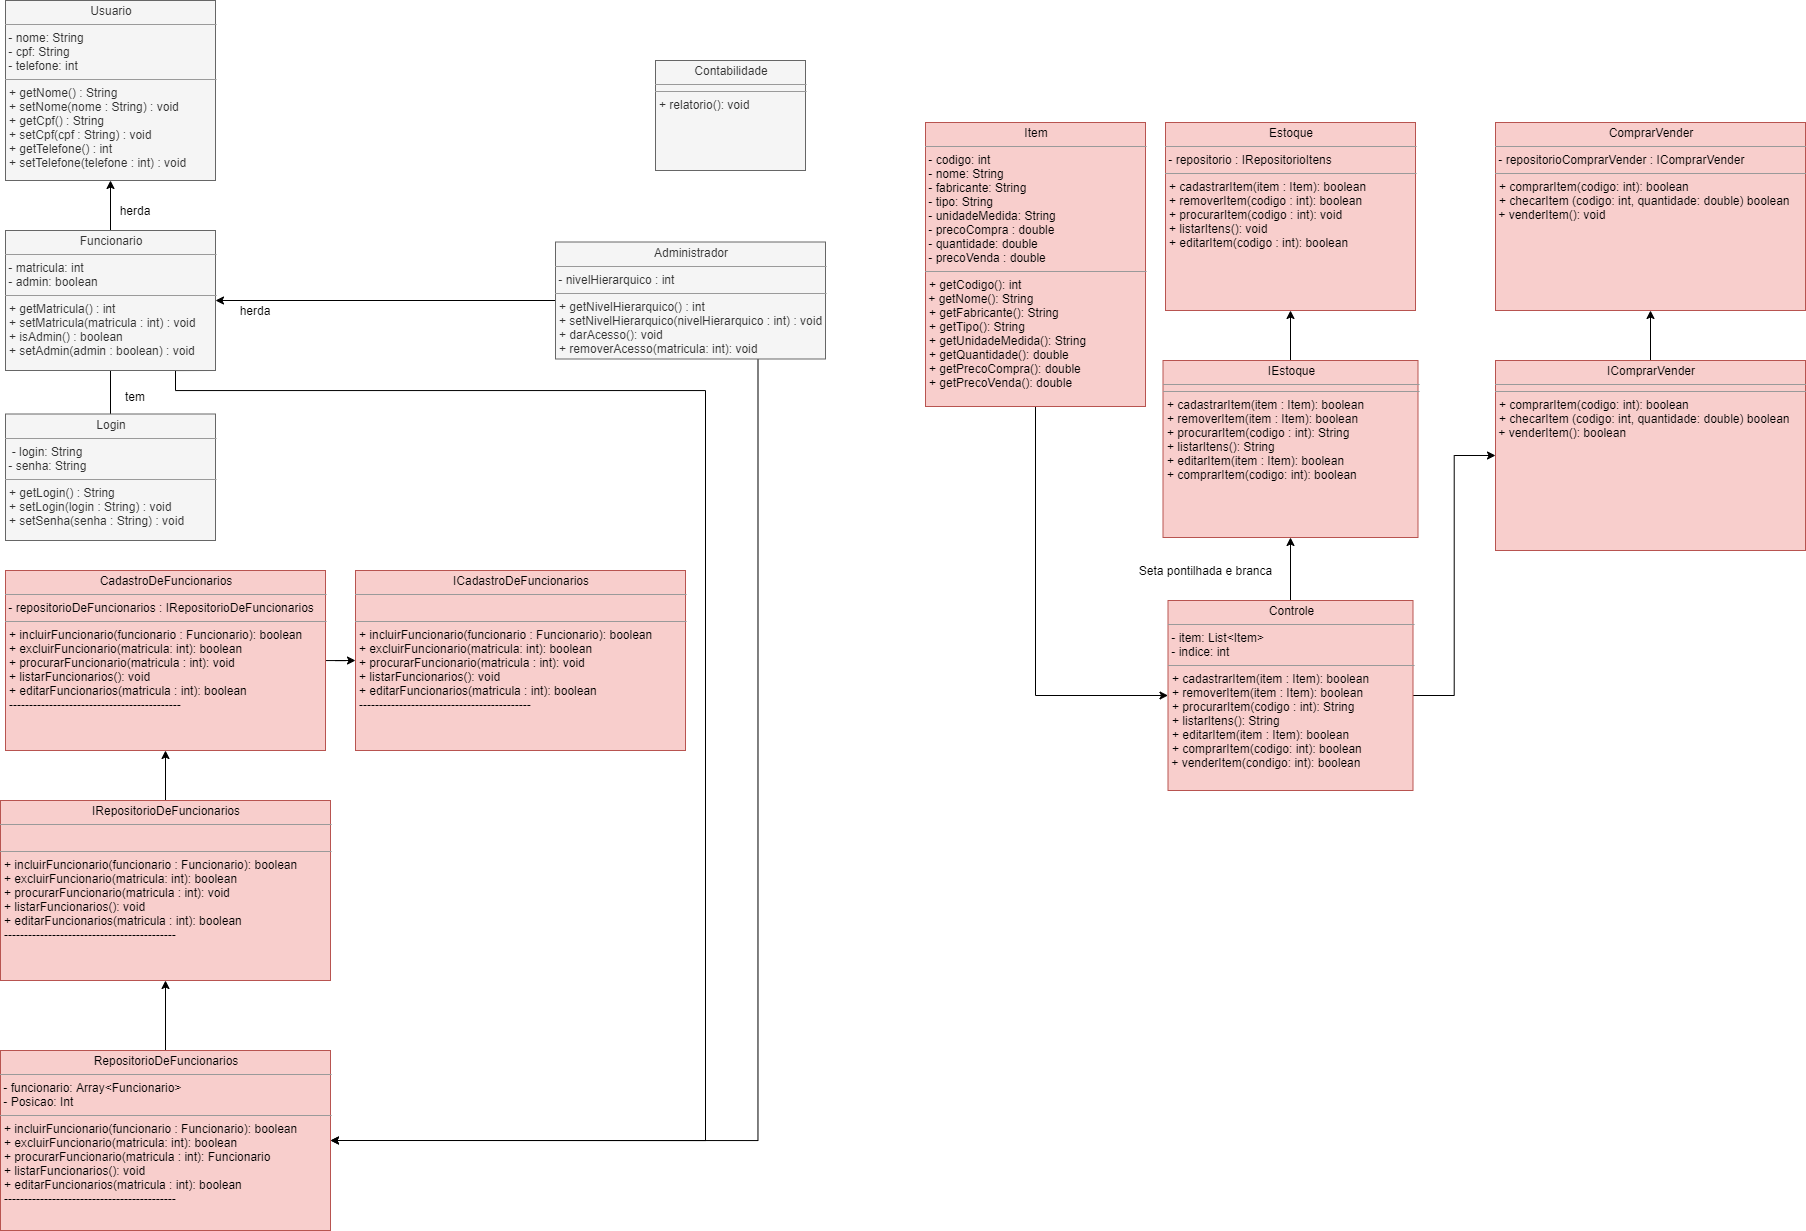 Usuario
- nome: String
- cpf: String
- telefone: int
+ getNome() : String
+ setNome(nome : String) : void
+ getCpf() : String
+ setCpf(cpf : String) : void
+ getTelefone() : int
+ setTelefone(telefone : int) : void
herda
Funcionario
- matricula: int
- admin: boolean
+ getMatricula() : int
+ setMatricula(matricula : int) : void
+ isAdmin() : boolean
+ setAdmin(admin : boolean) : void
tem
Login
- login: String
- senha: String
+ getLogin() : String
+ setLogin(login : String) : void
+ setSenha(senha : String) : void
herda
Administrador
- nivelHierarquico : int
+ getNivelHierarquico() : int
+ setNivelHierarquico(nivelHierarquico : int) : void
+ darAcesso(): void
+ removerAcesso(matricula: int): void
Contabilidade
+ relatorio(): void
CadastroDeFuncionarios
- repositorioDeFuncionarios : IRepositorioDeFuncionarios
+ incluirFuncionario(funcionario : Funcionario): boolean
+ excluirFuncionario(matricula: int): boolean
+ procurarFuncionario(matricula : int): void
+ listarFuncionarios(): void
+ editarFuncionarios(matricula : int): boolean
-------------------------------------------
ICadastroDeFuncionarios
+ incluirFuncionario(funcionario : Funcionario): boolean
+ excluirFuncionario(matricula: int): boolean
+ procurarFuncionario(matricula : int): void
+ listarFuncionarios(): void
+ editarFuncionarios(matricula : int): boolean
-------------------------------------------
IRepositorioDeFuncionarios
+ incluirFuncionario(funcionario : Funcionario): boolean
+ excluirFuncionario(matricula: int): boolean
+ procurarFuncionario(matricula : int): void
+ listarFuncionarios(): void
+ editarFuncionarios(matricula : int): boolean
-------------------------------------------
RepositorioDeFuncionarios
- funcionario: Array<Funcionario>
- Posicao: Int
+ incluirFuncionario(funcionario : Funcionario): boolean
+ excluirFuncionario(matricula: int): boolean
+ procurarFuncionario(matricula : int): Funcionario
+ listarFuncionarios(): void
+ editarFuncionarios(matricula : int): boolean
-------------------------------------------
Item
- codigo: int
- nome: String
- fabricante: String
- tipo: String
- unidadeMedida: String
- precoCompra : double
- quantidade: double
- precoVenda : double
+ getCodigo(): int
+ getNome(): String
+ getFabricante(): String
+ getTipo(): String
+ getUnidadeMedida(): String
+ getQuantidade(): double
+ getPrecoCompra(): double
+ getPrecoVenda(): double
Estoque
- repositorio : IRepositorioItens
+ cadastrarItem(item : Item): boolean
+ removerItem(codigo : int): boolean
+ procurarItem(codigo : int): void
+ listarItens(): void
+ editarItem(codigo : int): boolean
ComprarVender
- repositorioComprarVender : IComprarVender
+ comprarItem(codigo: int): boolean
+ checarItem (codigo: int, quantidade: double) boolean
+ venderItem(): void
IEstoque
+ cadastrarItem(item : Item): boolean
+ removerItem(item : Item): boolean
+ procurarItem(codigo : int): String
+ listarItens(): String
+ editarItem(item : Item): boolean
+ comprarItem(codigo: int): boolean
IComprarVender
+ comprarItem(codigo: int): boolean
+ checarItem (codigo: int, quantidade: double) boolean
+ venderItem(): boolean
Seta pontilhada e branca
Controle
- item: List<Item>
- indice: int
+ cadastrarItem(item : Item): boolean
+ removerItem(item : Item): boolean
+ procurarItem(codigo : int): String
+ listarItens(): String
+ editarItem(item : Item): boolean
+ comprarItem(codigo: int): boolean
+ venderItem(condigo: int): boolean